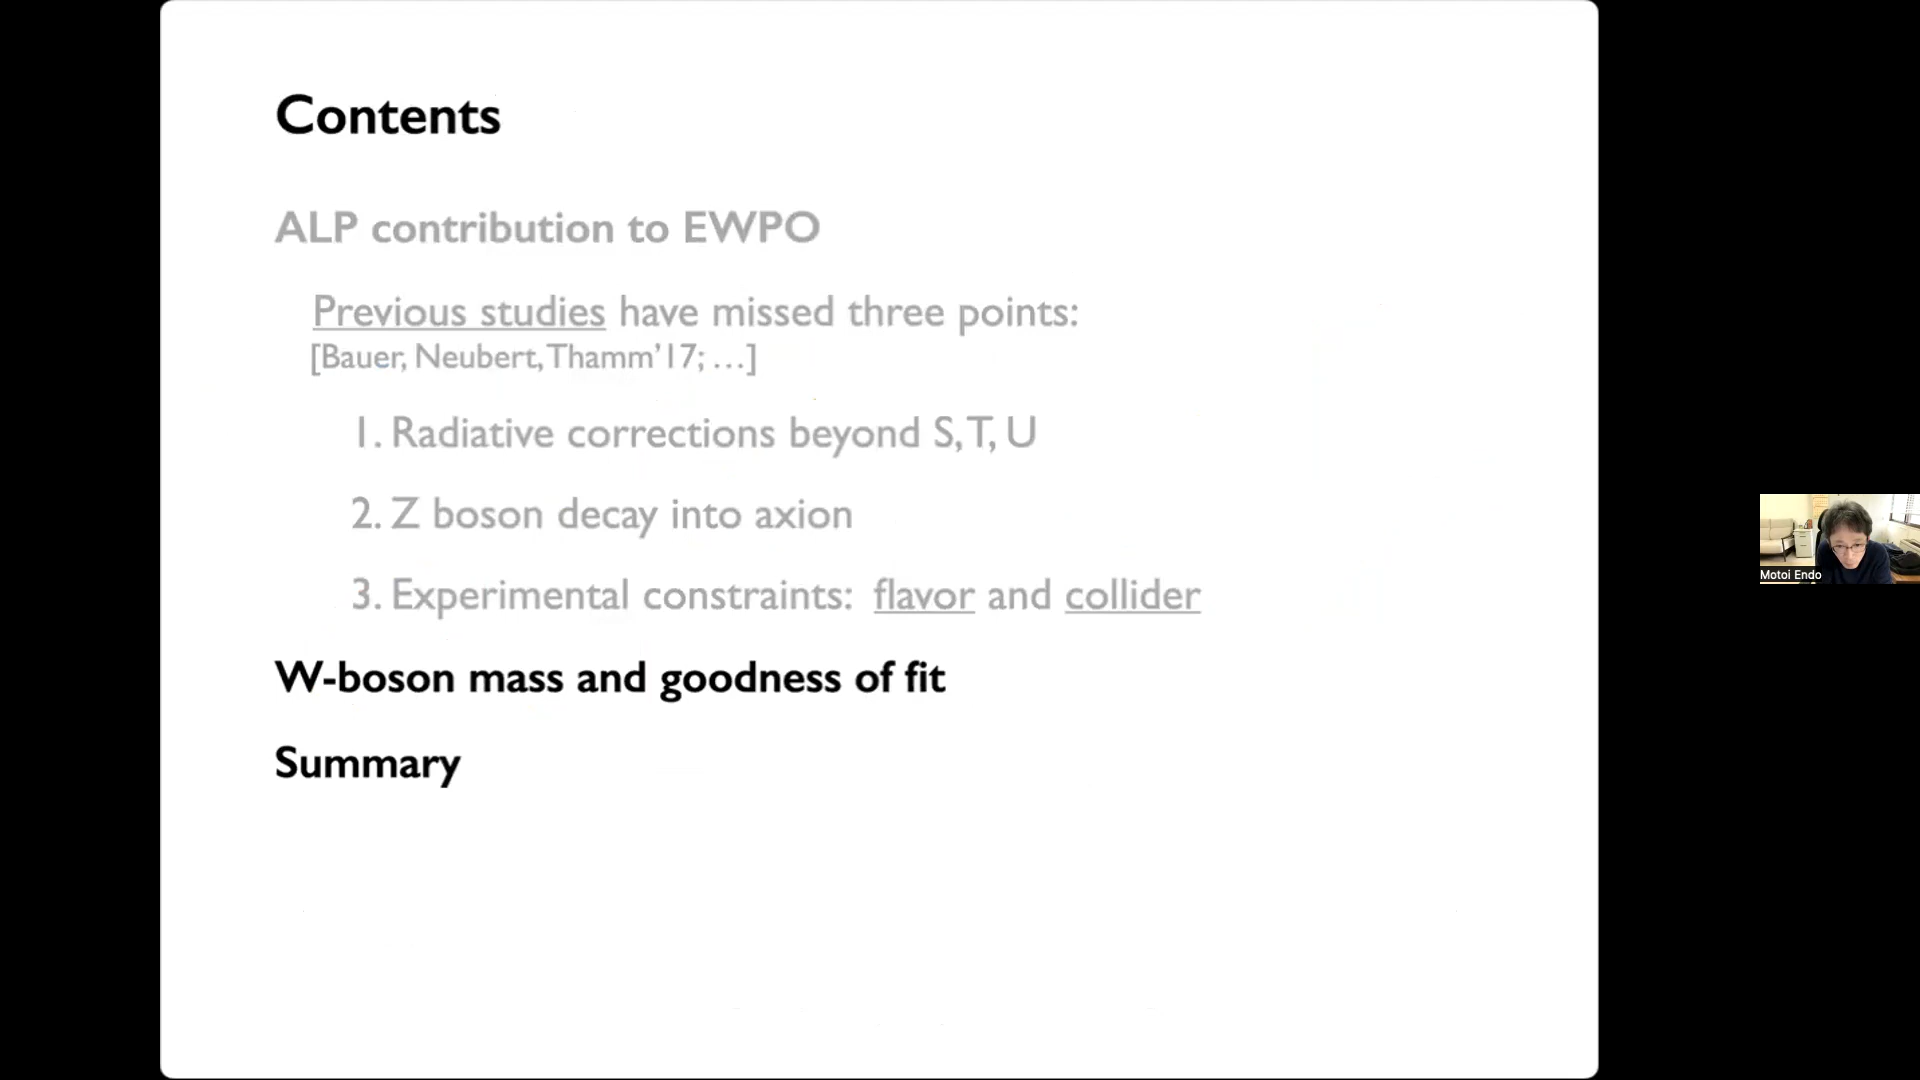 Contents
ALP contribution to EWPO
Previous studies have missed three points:
[Bauer, Neubert, Thamm’17; …]
1. Radiative corrections beyond S, T, U
2. Z boson decay into axion
3. Experimental constraints: flavor and collider
W-boson mass and goodness of fit
Summary
Motoi Endo